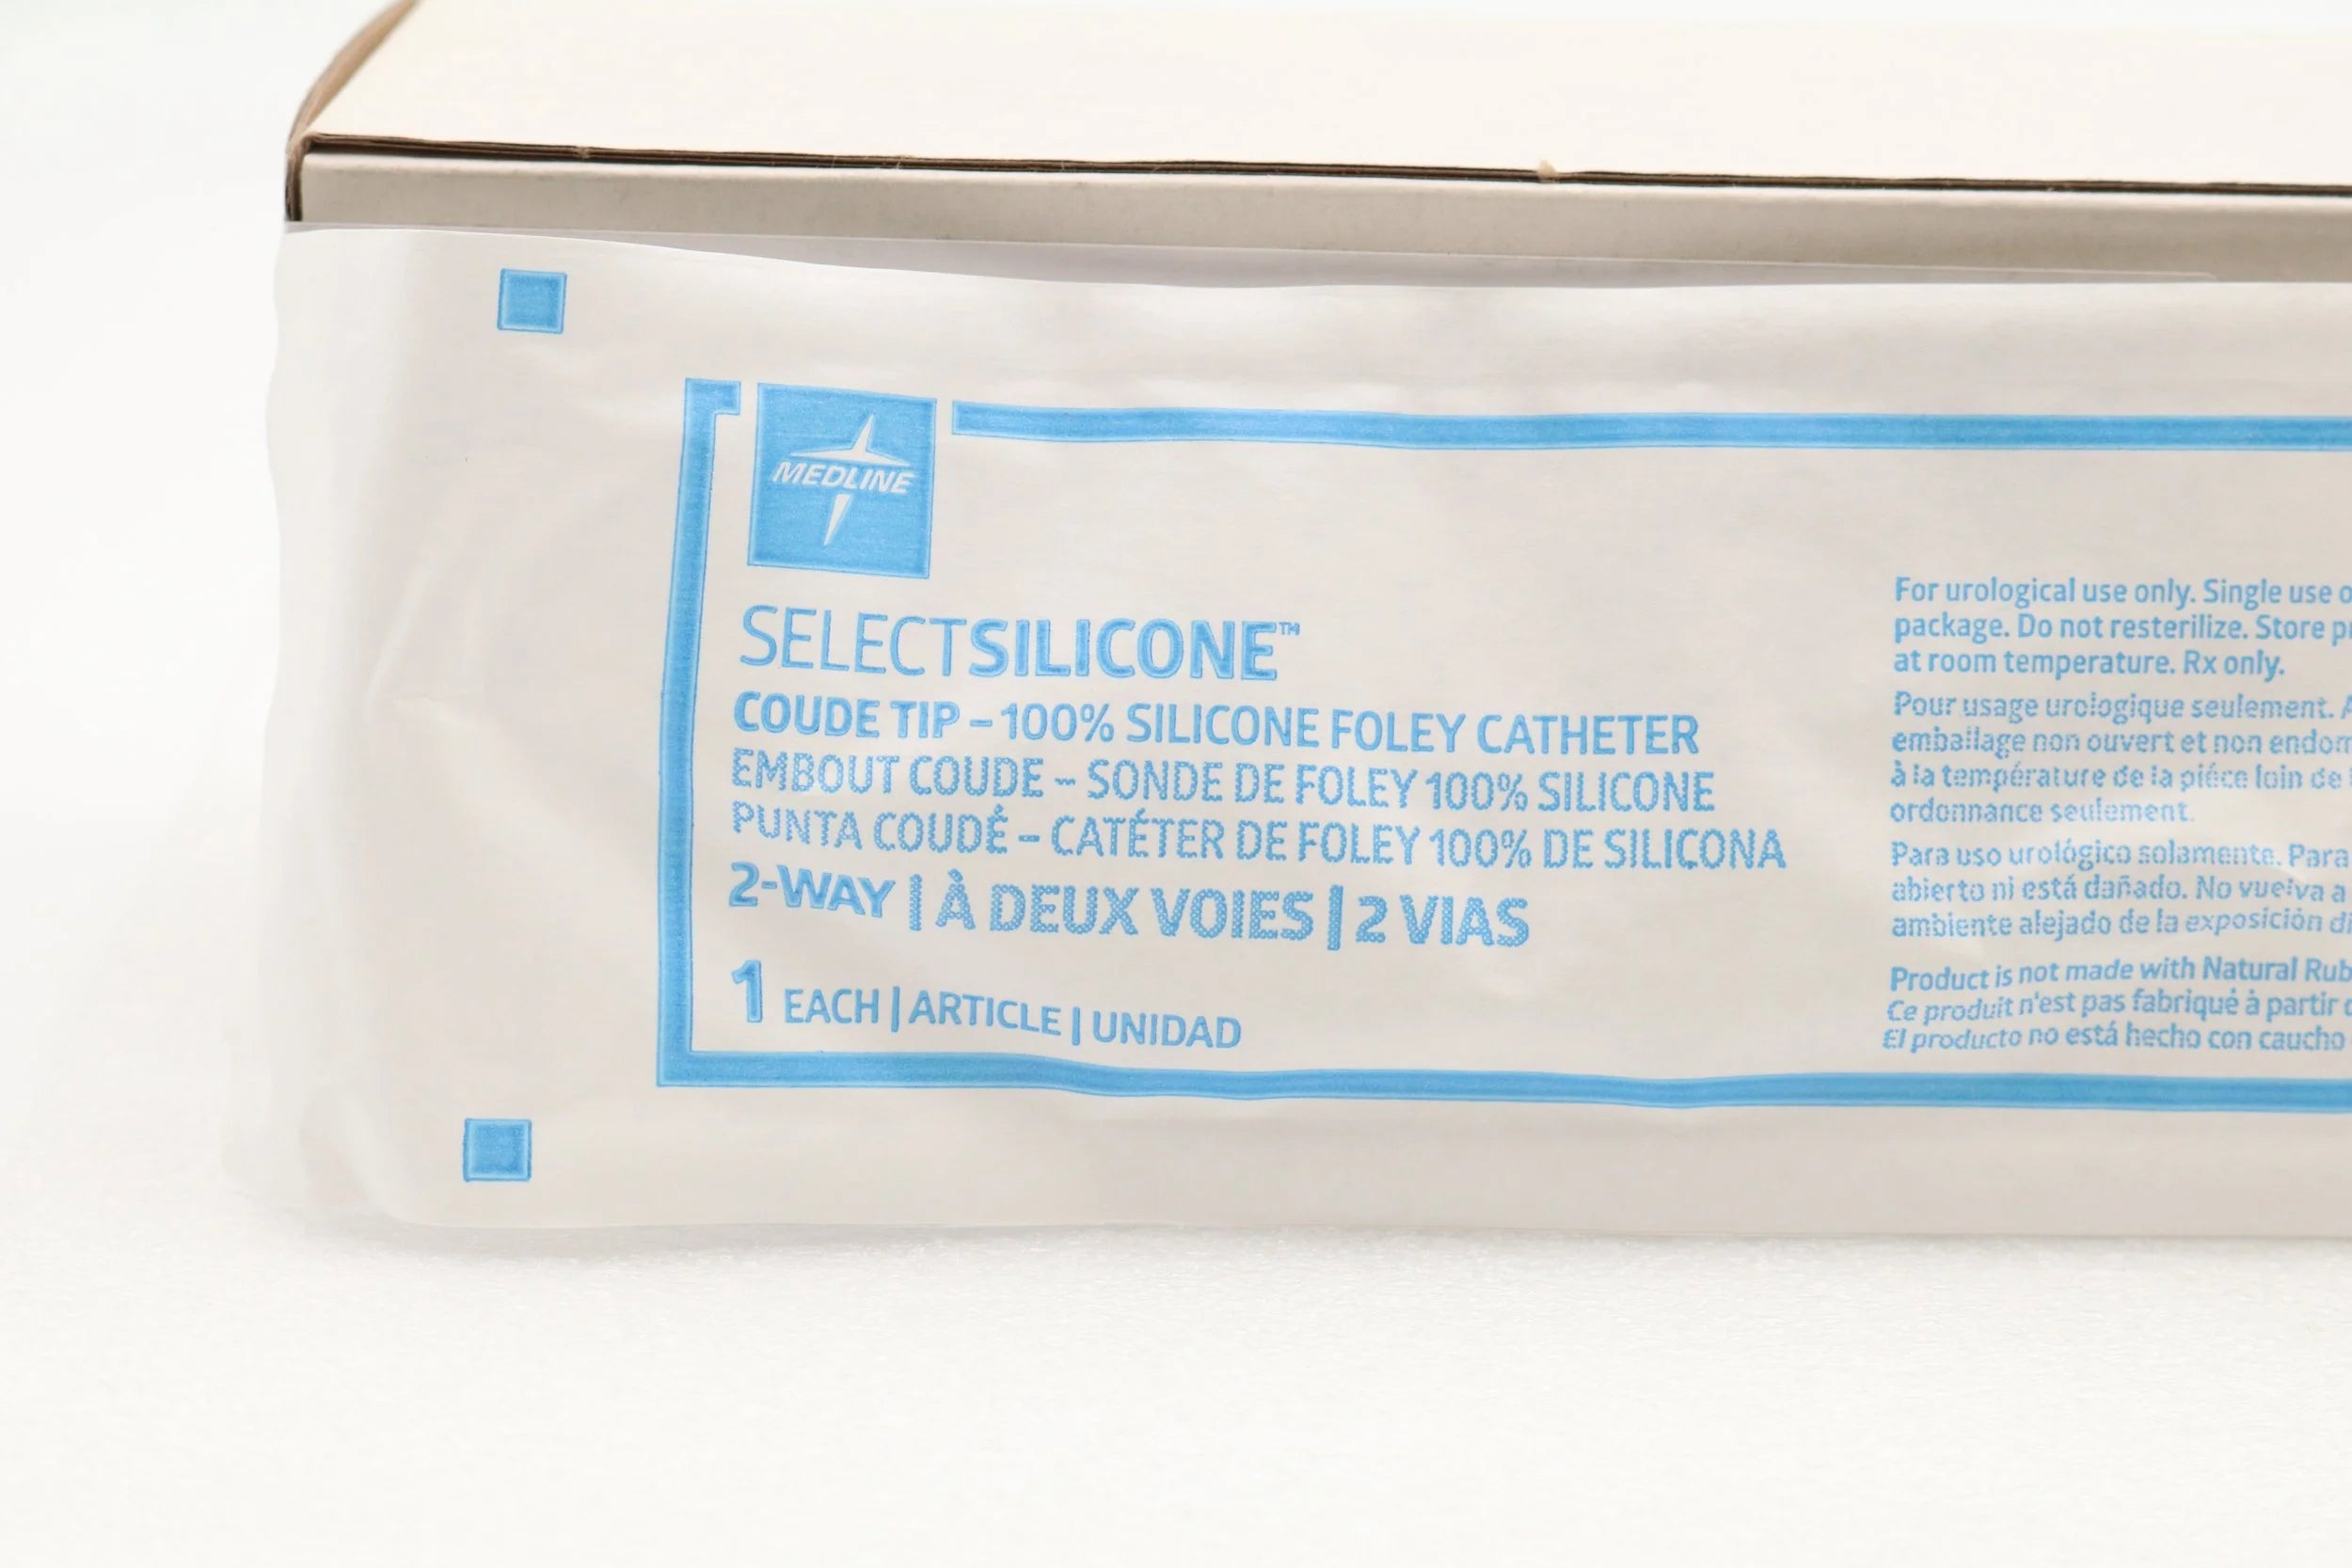 MEDLINE
SELECTSILICONE™
COUDE TIP – 100% SILICONE FOLEY CATHETER
EMBOUT COUDE – SONDE DE FOLEY 100% SILICONE
PUNTA COUDÉ – CATÉTER DE FOLEY 100% DE SILICONA
2-WAY | À DEUX VOIES | 2 VIAS
1 EACH | ARTICLE | UNIDAD
For urological use only. Single use
package. Do not resterilize. Store
at room temperature. Rx only.
Pour usage urologique seulement.
emballage non ouvert et non
à la température de la piéce loin de
ordonnance seulement.
Para uso urológico solamente. Para
abierto ni está dañado. No vuelva a
ambiente alejado de la exposición
Product is not made with Natural
Ce produit n'est pas fabriqué à partir
El producto no está hecho con caucho